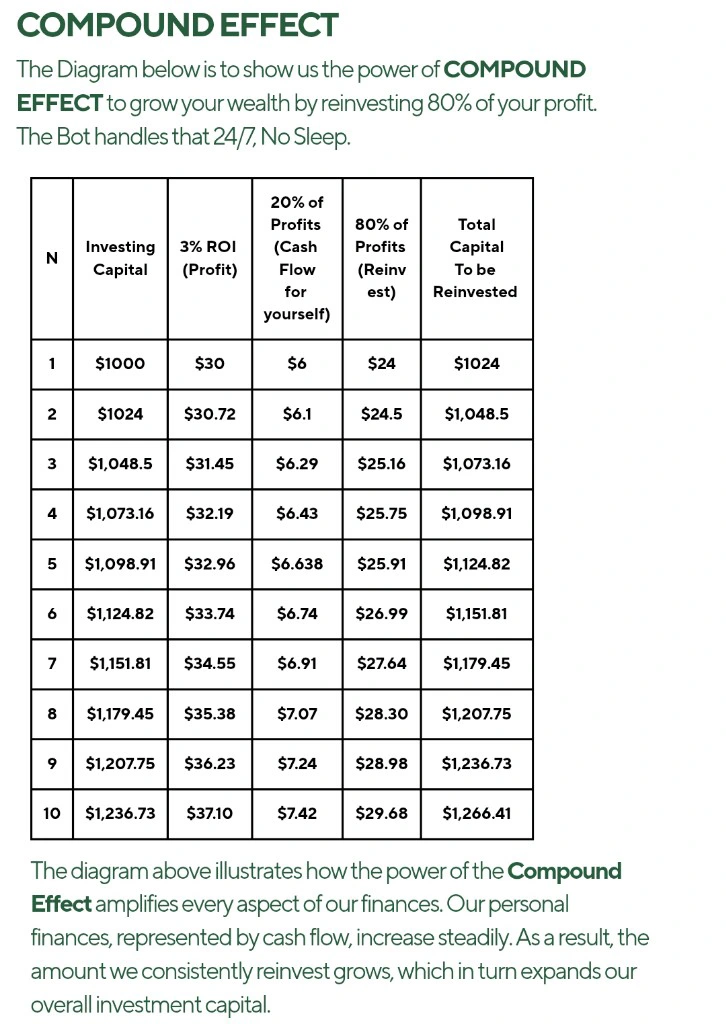 COMPOUND EFFECT
The Diagram below is to show us the power of COMPOUND
EFFECT to grow your wealth by reinvesting 80% of your profit.
The Bot handles that 24/7, No Sleep.
N
Investing
Capital
3% ROI
(Profit)
20% of
Profits
(Cash
Flow
for
yourself)
80% of
Profits
(Reinv
est)
Total
Capital
To be
Reinvested
1 $1000 $30 $6 $24 $1024
2 $1024 $30.72 $6.1 $24.5 $1,048.5
3 $1,048.5 $31.45 $6.29 $25.16 $1,073.16
4 $1,073.16 $32.19 $6.43 $25.75 $1,098.91
5 $1,098.91 $32.96 $6.638 $25.91 $1,124.82
6 $1,124.82 $33.74 $6.74 $26.99 $1,151.81
7 $1,151.81 $34.55 $6.91 $27.64 $1,179.45
8 $1,179.45 $35.38 $7.07 $28.30 $1,207.75
9 $1,207.75 $36.23 $7.24 $28.98 $1,236.73
10 $1,236.73 $37.10 $7.42 $29.68 $1,266.41
The diagram above illustrates how the power of the Compound
Effect amplifies every aspect of our finances. Our personal
finances, represented by cash flow, increase steadily. As a result, the
amount we consistently reinvest grows, which in turn expands our
overall investment capital.